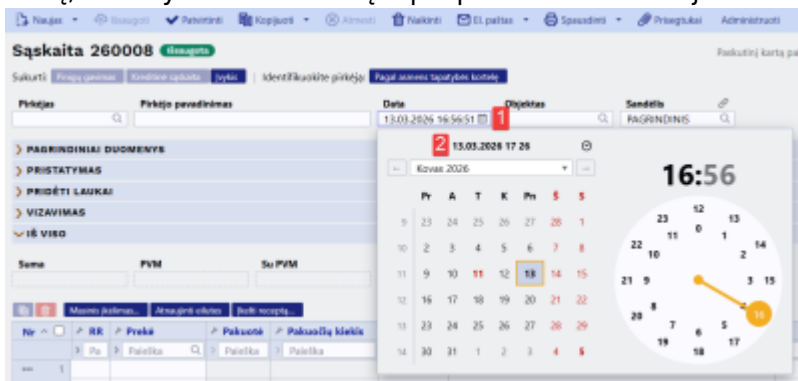 Naujas Išsaugoti Patvirtinti Kopijuoti Atmesti Naikinti El. paštas Spausdinti Prisegtukai Administruoti
Sąskaita 260008 Išsaugota
Paskutinį kartą pa
Sukurti: Pinigų gavimas Kreditinė sąskaita Įvykis | Identifikuokite pirkėją: Pagal asmens tapatybės kortelę
Pirkėjas Pirkėjo pavadinimas Data Objektas Sandėlis
13.03.2026 16:56:51 1 PAGRINDINIS
PAGRINDINIAI DUOMENYS
PRISTATYMAS
PRIDĖTI LAUKAI
VIZAVIMAS
IŠ VISO
Suma PVM Su PVM
Masinis įkėlimas... Atnaujinti eilutes Įkelti receptą...
Nr RR Prekė Pakuotė Pakuočių kiekis
Pa Paieška Paieška Paieška
1
2 13.03.2026 17 26
Kovas 2026
Pr A T K Pn Š S
9 23 24 25 26 27 28 1
10 2 3 4 5 6 7 8
11 9 10 11 12 13 14 15
12 16 17 18 19 20 21 22
13 23 24 25 26 27 28 29
14 30 31 1 2 3 4 5
16:56
12
23 13
11 0 1
22 14
10 2
21 9 3 15
20 8 16
7 6 5
19 17
18